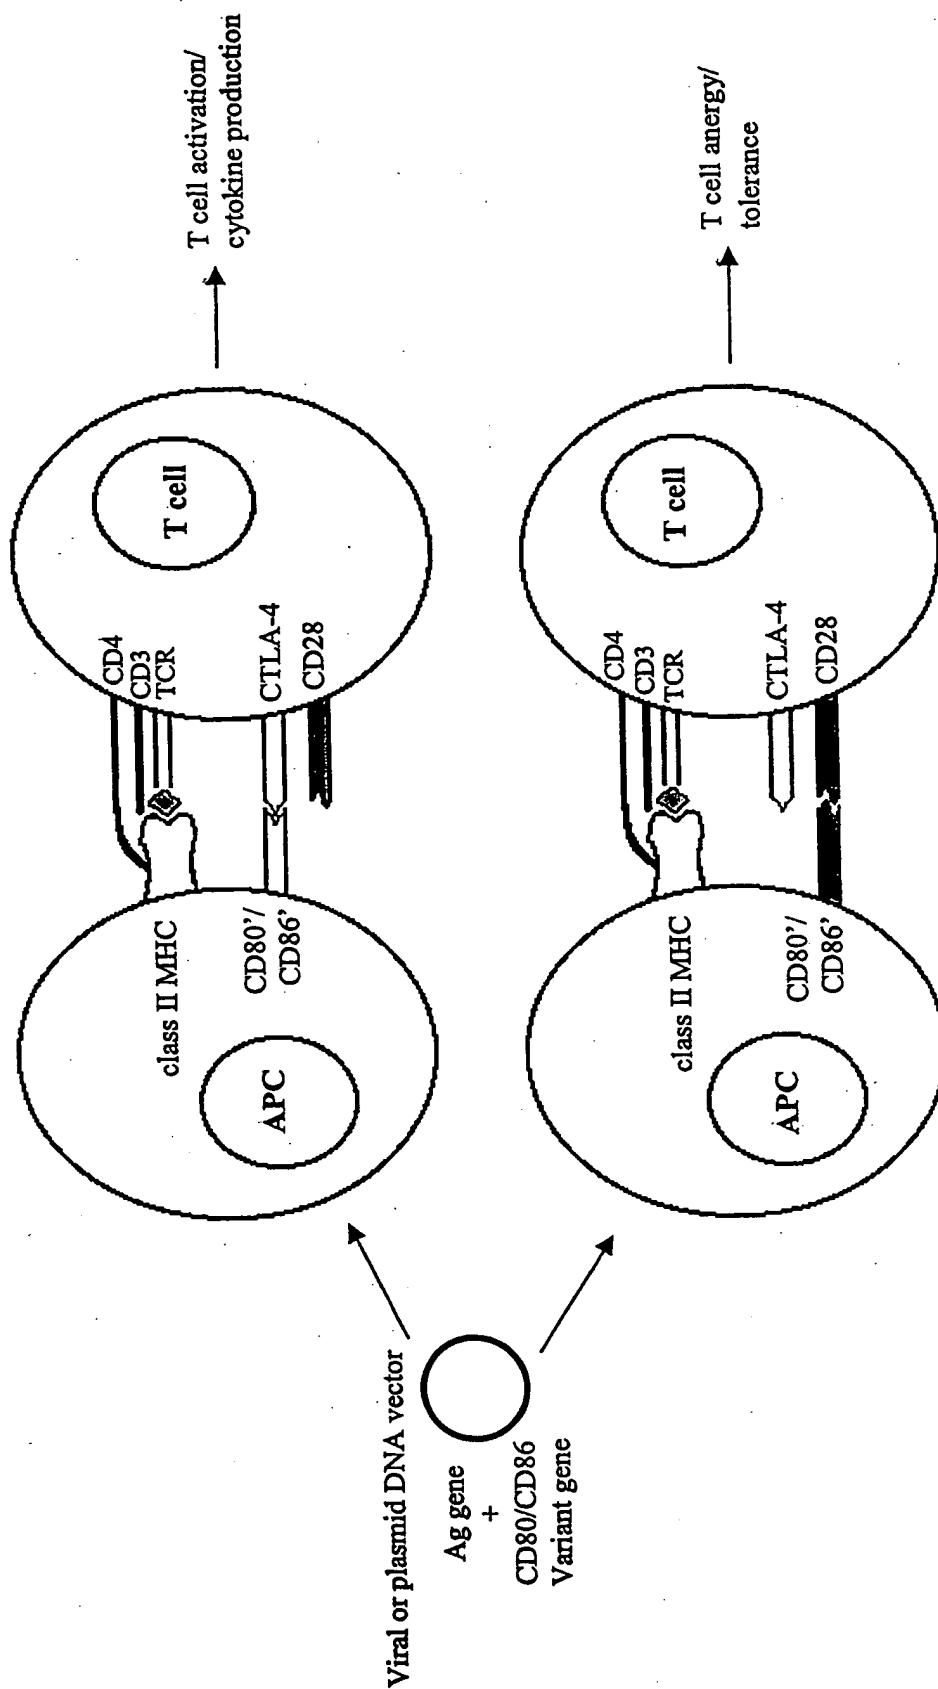 Viral or plasmid DNA vector
Ag gene
+
CD80/CD86
Variant gene
APC
class II MHC
CD80'/
CD86'
CD4
CD3
TCR
CTLA-4
CD28
T cell
T cell activation/
cytokine production
APC
class II MHC
CD80'/
CD86'
CD4
CD3
TCR
CTLA-4
CD28
T cell
T cell anergy/
tolerance